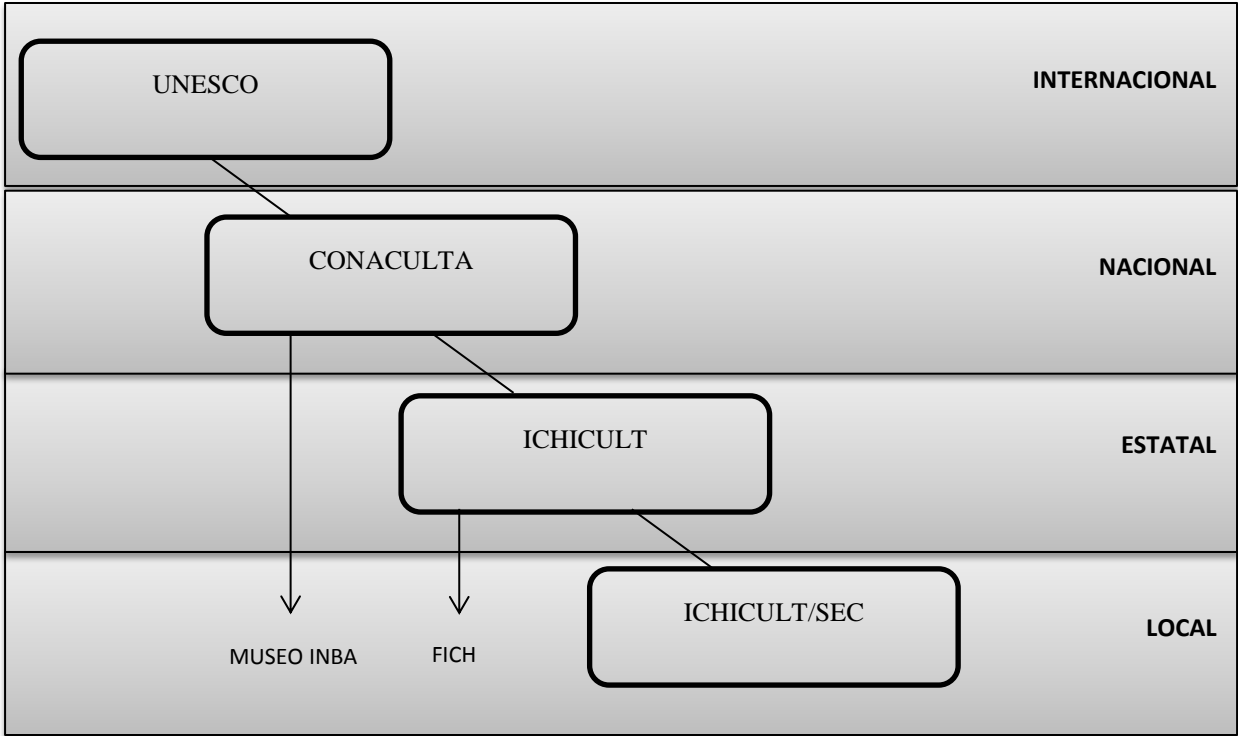 UNESCO
INTERNACIONAL
CONACULTA
NACIONAL
ICHICULT
ESTATAL
ICHICULT/SEC
LOCAL
MUSEO INBA
FICH